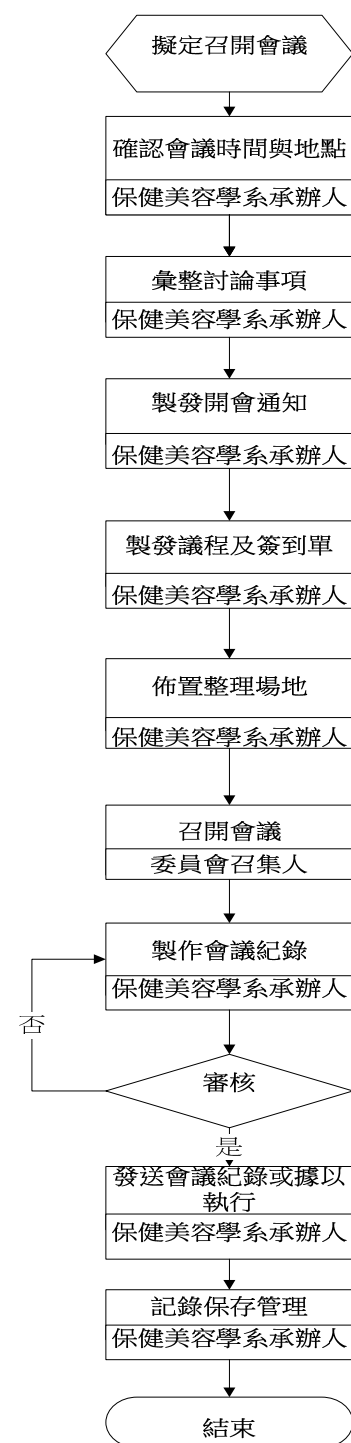 擬定召開會議
確認會議時間與地點
保健美容學系承辦人
彙整討論事項
保健美容學系承辦人
製發開會通知
保健美容學系承辦人
製發議程及簽到單
保健美容學系承辦人
佈置整理場地
保健美容學系承辦人
召開會議
委員會召集人
製作會議紀錄
保健美容學系承辦人
否
審核
是
發送會議紀錄或據以
執行
保健美容學系承辦人
記錄保存管理
保健美容學系承辦人
結束